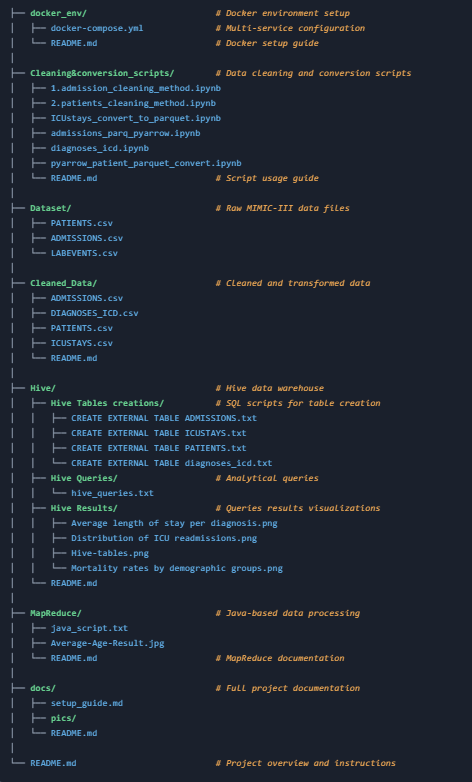 ├── docker_env/ # Docker environment setup
│ ├── docker-compose.yml # Multi-service configuration
│ └── README.md # Docker setup guide
│
├── Cleaning&conversion_scripts/ # Data cleaning and conversion scripts
│ ├── 1.admission_cleaning_method.ipynb
│ ├── 2.patients_cleaning_method.ipynb
│ ├── ICUstays_convert_to_parquet.ipynb
│ ├── admissions_parq_pyarrow.ipynb
│ ├── diagnoses_icd.ipynb
│ ├── pyarrow_patient_parquet_convert.ipynb
│ └── README.md # Script usage guide
│
├── Dataset/ # Raw MIMIC-III data files
│ ├── PATIENTS.csv
│ ├── ADMISSIONS.csv
│ └── LABEVENTS.csv
│
├── Cleaned_Data/ # Cleaned and transformed data
│ ├── ADMISSIONS.csv
│ ├── DIAGNOSES_ICD.csv
│ ├── PATIENTS.csv
│ ├── ICUSTAYS.csv
│ └── README.md
│
├── Hive/ # Hive data warehouse
│ ├── Hive Tables creations/ # SQL scripts for table creation
│ │ ├── CREATE EXTERNAL TABLE ADMISSIONS.txt
│ │ ├── CREATE EXTERNAL TABLE ICUSTAYS.txt
│ │ ├── CREATE EXTERNAL TABLE PATIENTS.txt
│ │ └── CREATE EXTERNAL TABLE diagnoses_icd.txt
│ ├── Hive Queries/ # Analytical queries
│ │ └── hive_queries.txt
│ ├── Hive Results/ # Queries results visualizations
│ │ ├── Average length of stay per diagnosis.png
│ │ ├── Distribution of ICU readmissions.png
│ │ ├── Hive-tables.png
│ │ └── Mortality rates by demographic groups.png
│ └── README.md
│
├── MapReduce/ # Java-based data processing
│ ├── java_script.txt
│ ├── Average-Age-Result.jpg
│ └── README.md # MapReduce documentation
│
├── docs/ # Full project documentation
│ ├── setup_guide.md
│ ├── pics/
│ └── README.md
│
└── README.md # Project overview and instructions